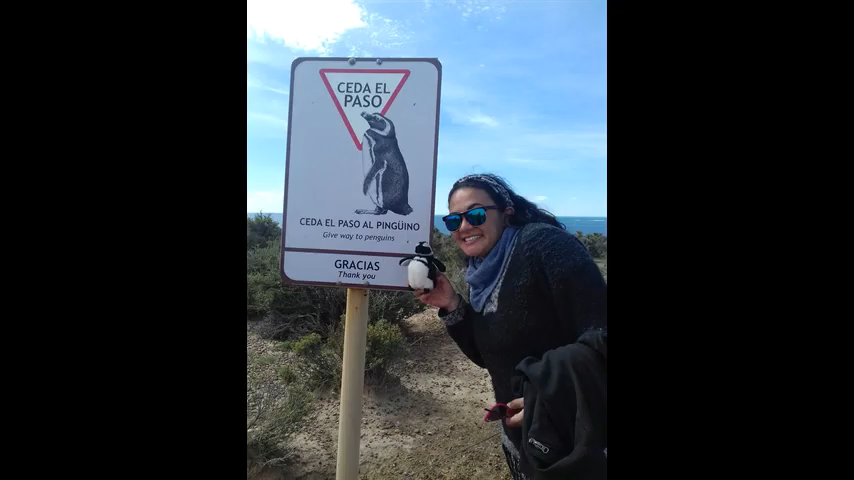 CEDA EL
PASO
CEDA EL PASO AL PINGÜINO
Give way to penguins
GRACIAS
Thank you